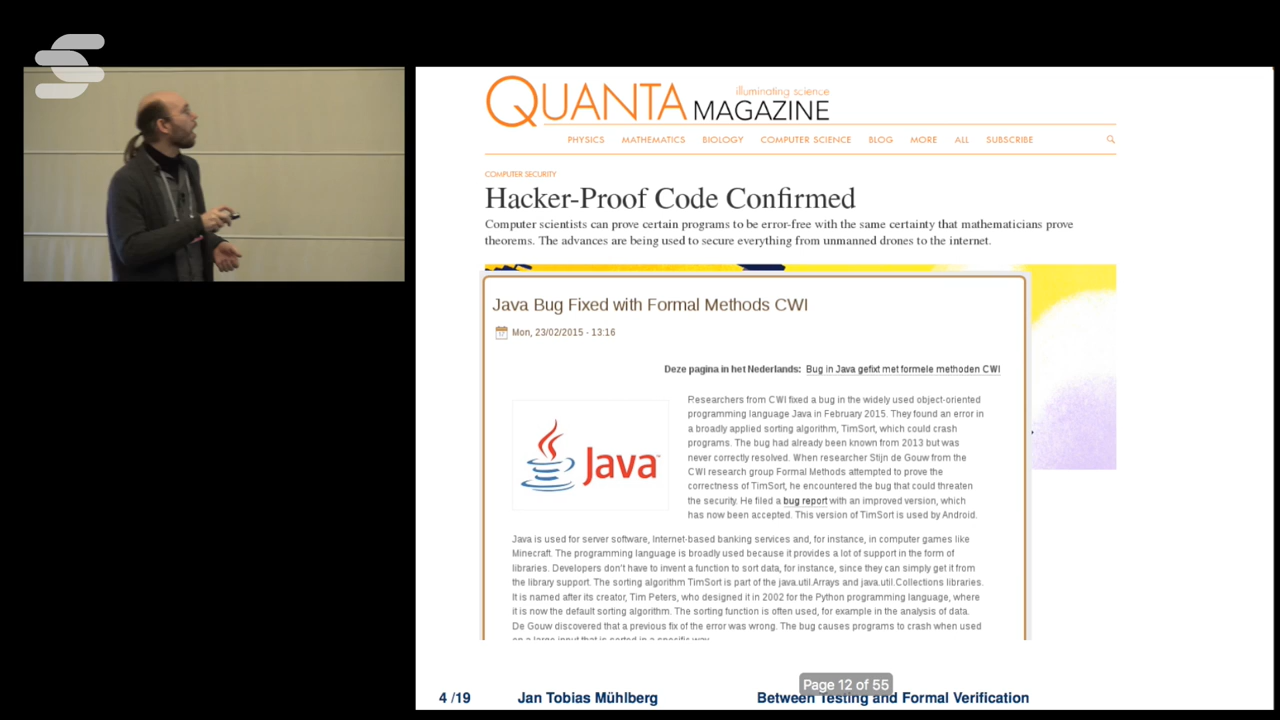 QUANTA MAGAZINE
illuminating science
PHYSICS MATHEMATICS BIOLOGY COMPUTER SCIENCE BLOG MORE ALL SUBSCRIBE
COMPUTER SECURITY
Hacker-Proof Code Confirmed
Computer scientists can prove certain programs to be error-free with the same certainty that mathematicians prove
theorems. The advances are being used to secure everything from unmanned drones to the internet.
Java Bug Fixed with Formal Methods CWI
Mon, 23/02/2015 - 13:16
Deze pagina in het Nederlands: Bug in Java gefixt met formele methoden CWI
Researchers from CWI fixed a bug in the widely used object-oriented
programming language Java in February 2015. They found an error in
a broadly applied sorting algorithm, TimSort, which could crash
programs. The bug had already been known from 2013 but was
never correctly resolved. When researcher Stijn de Gouw from the
CWI research group Formal Methods attempted to prove the
correctness of TimSort, he encountered the bug that could threaten
the security. He filed a bug report with an improved version, which
has now been accepted. This version of TimSort is used by Android.
Java
Java is used for server software, Internet-based banking services and, for instance, in computer games like
Minecraft. The programming language is broadly used because it provides a lot of support in the form of
libraries. Developers don't have to invent a function to sort data, for instance, since they can simply get it from
the library support. The sorting algorithm TimSort is part of the java.util.Arrays and java.util.Collections libraries.
It is named after its creator, Tim Peters, who designed it in 2002 for the Python programming language, where
it is now the default sorting algorithm. The sorting function is often used, for example in the analysis of data.
De Gouw discovered that a previous fix of the error was wrong. The bug causes programs to crash when used
on a large input that is sorted in a specific way.
Page 12 of 55
4 /19 Jan Tobias Mühlberg Between Testing and Formal Verification